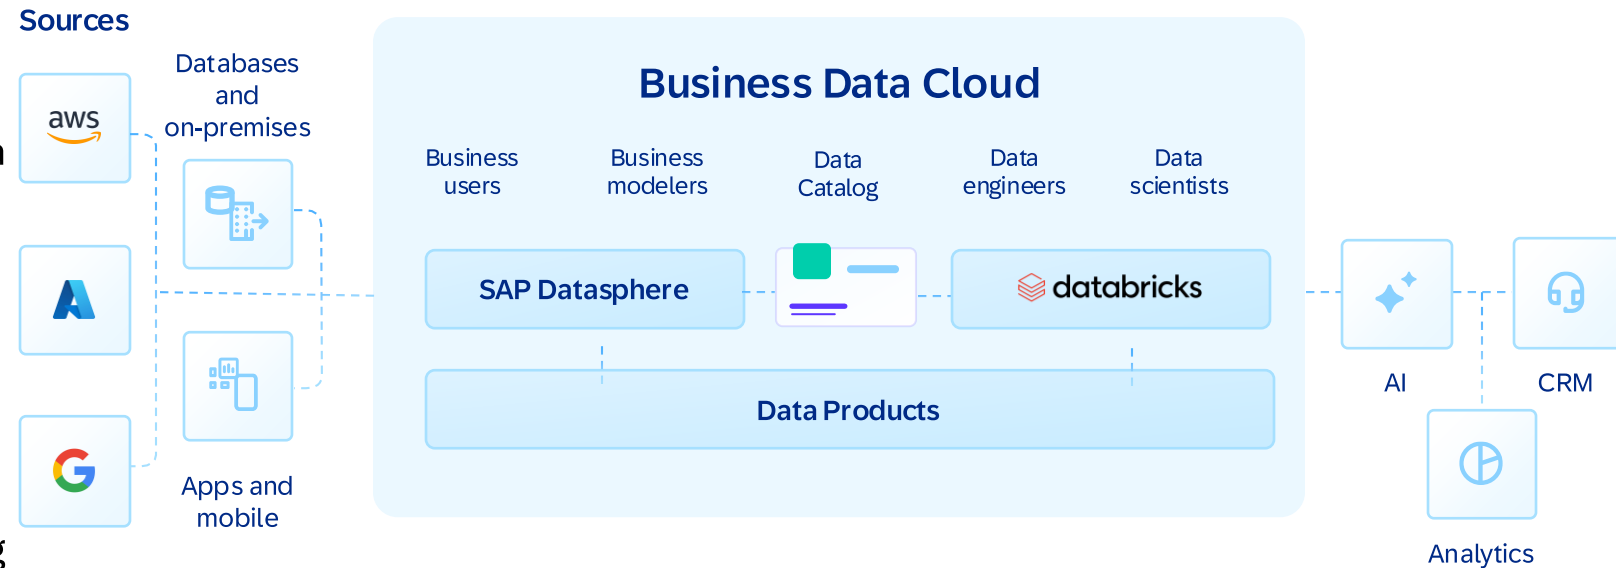 Sources
aws
Databases
and
on-premises
Apps and
mobile
Business Data Cloud
Business
users
Business
modelers
Data
Catalog
Data
engineers
Data
scientists
SAP Datasphere
databricks
Data Products
AI
CRM
Analytics